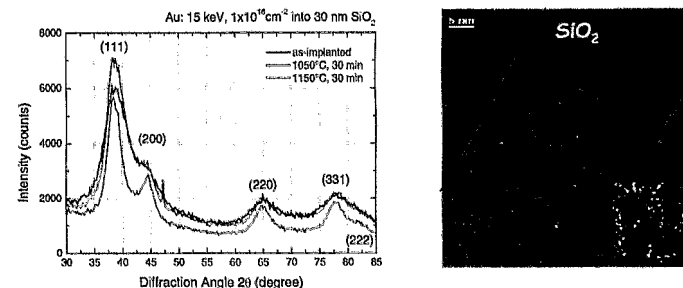 Au: 15 keV, 1x10¹⁶cm⁻² into 30 nm SiO₂
8000
6000
4000
2000
0
Intensity (counts)
(111)
(200)
(220)
(331)
(222)
as-implanted
1050°C, 30 min
1150°C, 30 min
30 35 40 45 50 55 60 65 70 75 80 85
Diffraction Angle 2θ (degree)
5 nm
SiO₂